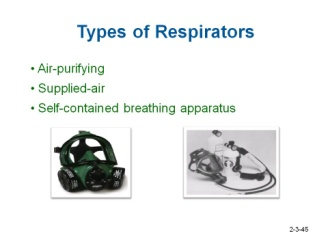 Types of Respirators
• Air-purifying
• Supplied-air
• Self-contained breathing apparatus
2-3-45